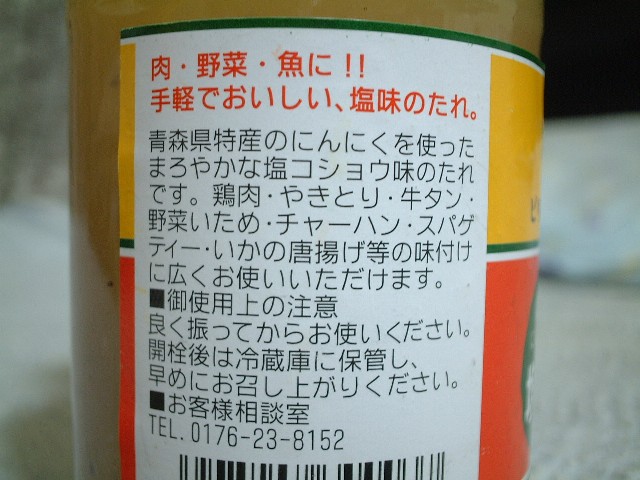 肉・野菜・魚に!!
手軽でおいしい、塩味のたれ。
青森県特産のにんにくを使った
まろやかな塩コショウ味のたれ
です。鶏肉・やきとり・牛タン・
野菜いため・チャーハン・スパゲ
ティー・いかの唐揚げ等の味付け
に広くお使いいただけます。
■御使用上の注意
良く振ってからお使いください。
開栓後は冷蔵庫に保管し、
早めにお召し上がりください。
■お客様相談室
TEL. 0176-23-8152